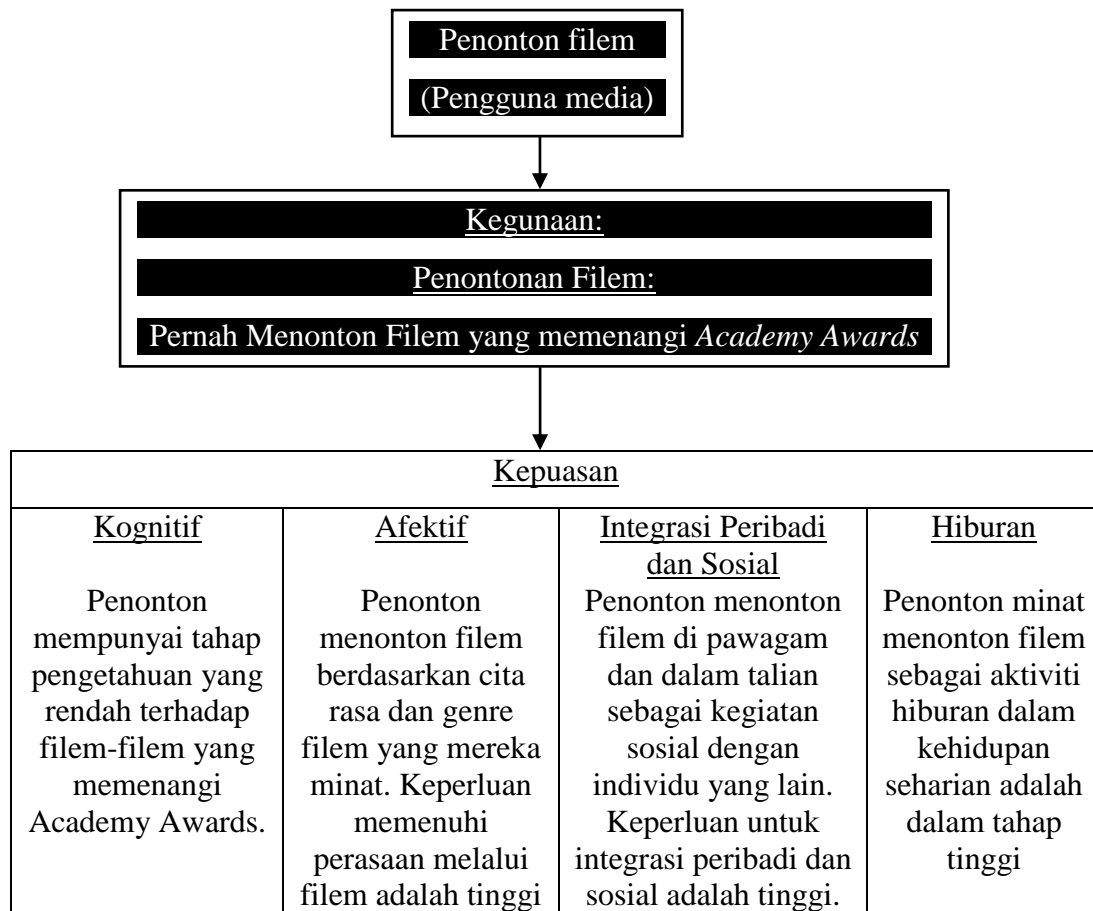 Penonton filem
(Pengguna media)
Kegunaan:
Penontonan Filem:
Pernah Menonton Filem yang memenangi Academy Awards
Kepuasan
Kognitif
Penonton
mempunyai tahap
pengetahuan yang
rendah terhadap
filem-filem yang
memenangi
Academy Awards.
Afektif
Penonton
menonton filem
berdasarkan cita
rasa dan genre
filem yang mereka
minat. Keperluan
memenuhi
perasaan melalui
filem adalah tinggi
Integrasi Peribadi
dan Sosial
Penonton menonton
filem di pawagam
dan dalam talian
sebagai kegiatan
sosial dengan
individu yang lain.
Keperluan untuk
integrasi peribadi dan
sosial adalah tinggi.
Hiburan
Penonton minat
menonton filem
sebagai aktiviti
hiburan dalam
kehidupan
seharian adalah
dalam tahap
tinggi